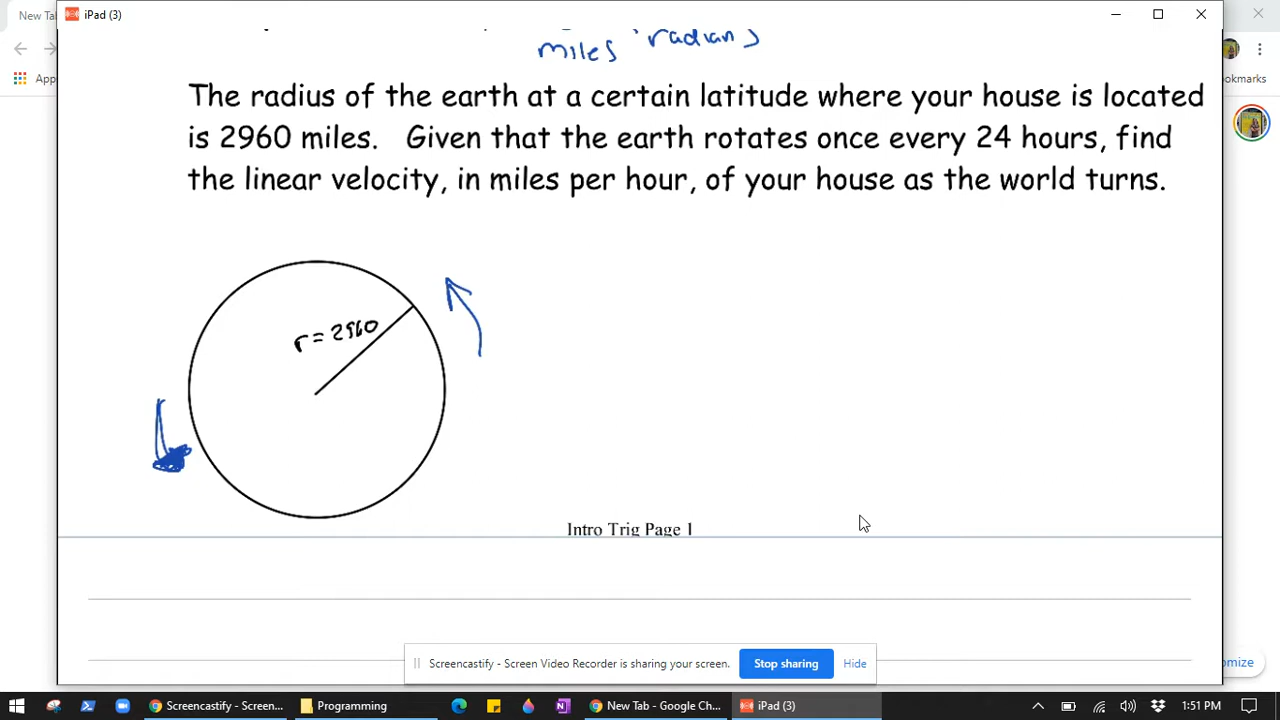 New Tab
iPad (3)
App
ookmarks
miles radians
The radius of the earth at a certain latitude where your house is located
is 2960 miles. Given that the earth rotates once every 24 hours, find
the linear velocity, in miles per hour, of your house as the world turns.
r = 2960
Intro Trig Page 1
Screencastify - Screen Video Recorder is sharing your screen.
Stop sharing
Hide
omize
Screencastify - Screen...
Programming
New Tab - Google Ch...
iPad (3)
1:51 PM